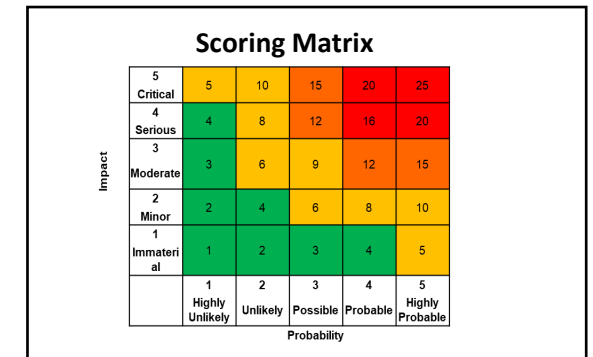 Scoring Matrix
5
Critical
5 10 15 20 25
4
Serious
4 8 12 16 20
Impact
3
Moderate
3 6 9 12 15
2
Minor
2 4 6 8 10
1
Immateri
al
1 2 3 4 5
1 2 3 4 5
Highly
Unlikely
Unlikely Possible Probable
Highly
Probable
Probability